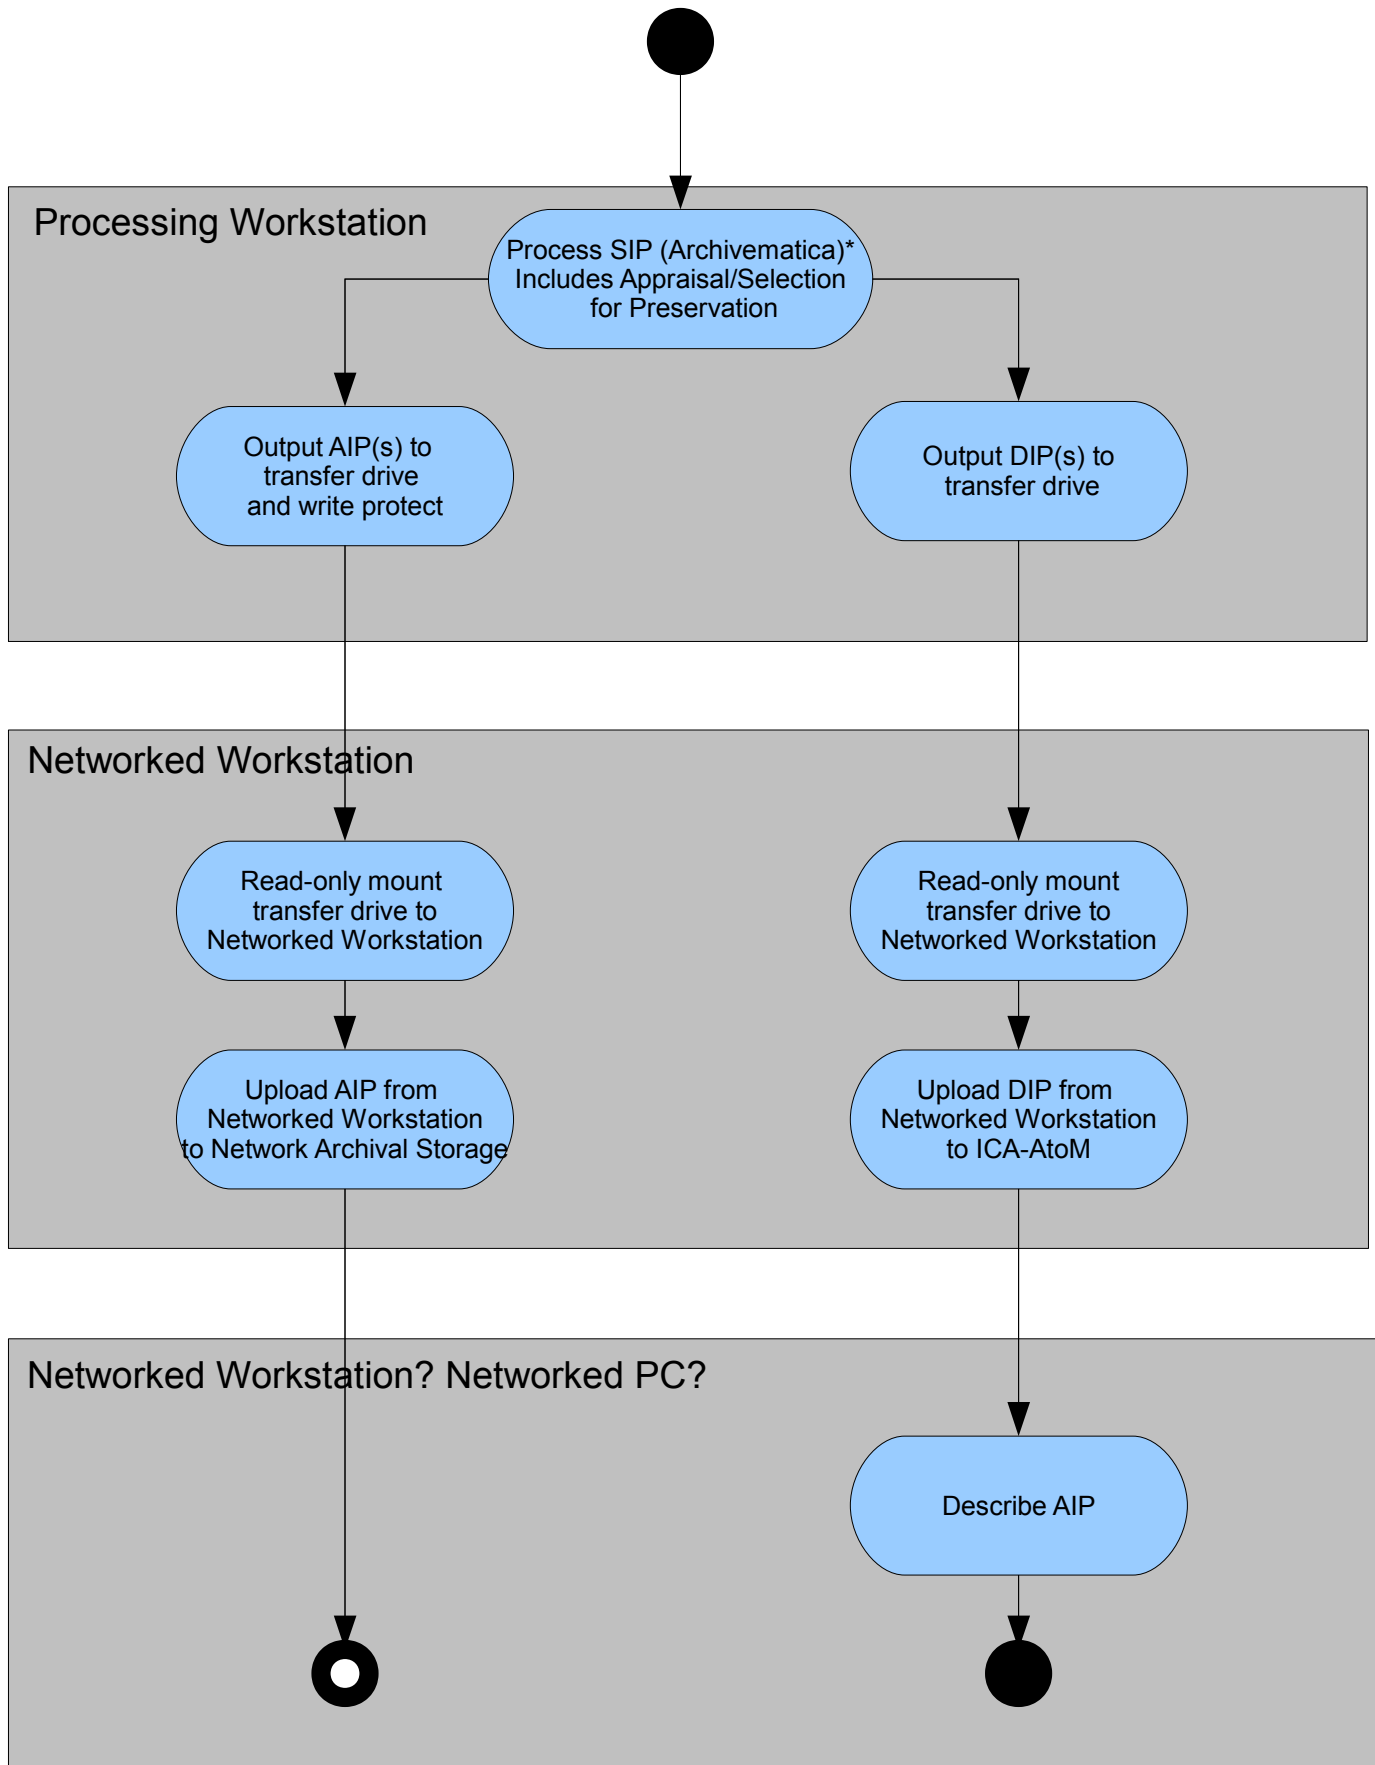 Processing Workstation
Process SIP (Archivematica)*
Includes Appraisal/Selection
for Preservation
Output AIP(s) to
transfer drive
and write protect
Output DIP(s) to
transfer drive
Networked Workstation
Read-only mount
transfer drive to
Networked Workstation
Read-only mount
transfer drive to
Networked Workstation
Upload AIP from
Networked Workstation
to Network Archival Storage
Upload DIP from
Networked Workstation
to ICA-AtoM
Networked Workstation? Networked PC?
Describe AIP